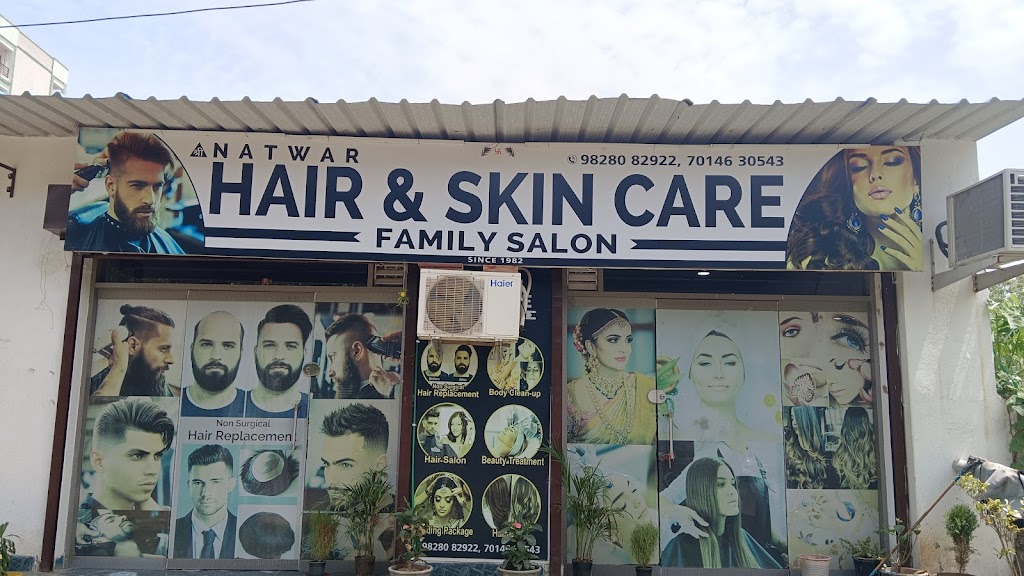 श्री NATWAR
98280 82922, 70146 30543
HAIR & SKIN CARE
FAMILY SALON
SINCE 1982
Haier
Non Surgical
Hair Replacement
Hair Replacement
Body Clean-up
Hair Salon
Beauty Treatment
Package
98280 82922,